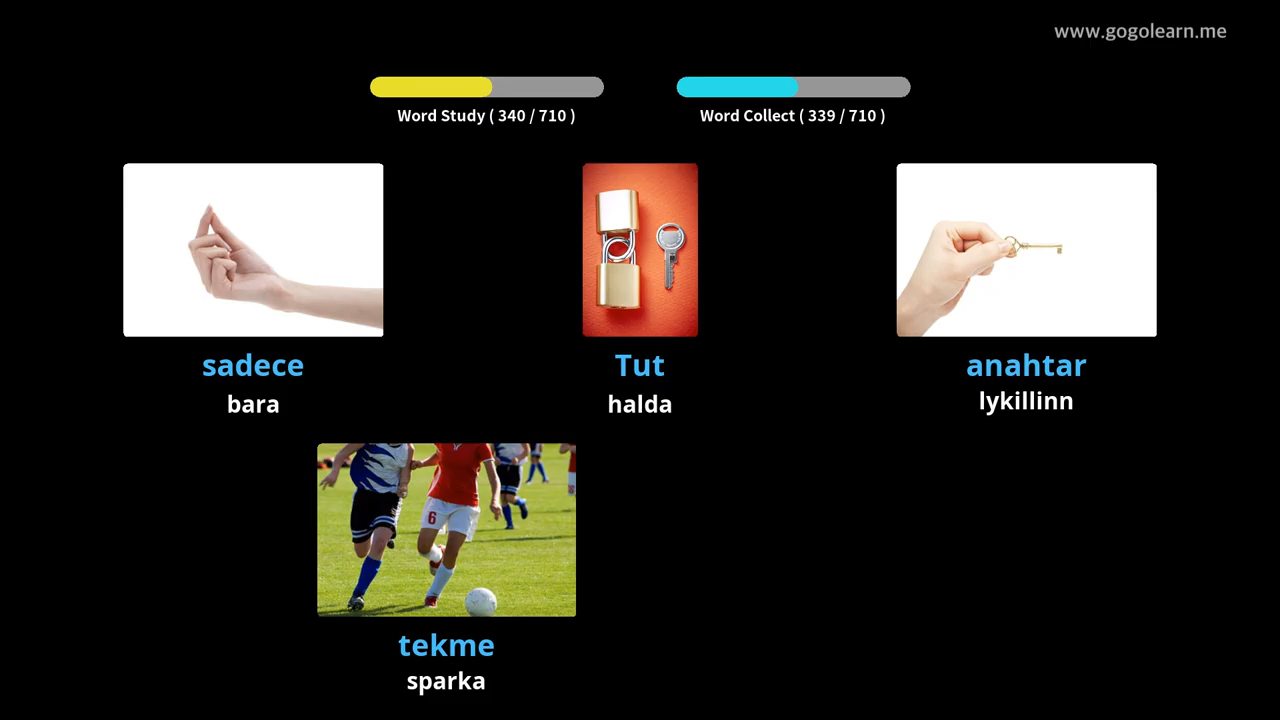 www.gogolearn.me
Word Study ( 340 / 710 )
Word Collect ( 339 / 710 )
sadece
bara
Tut
halda
anahtar
lykillinn
6
tekme
sparka